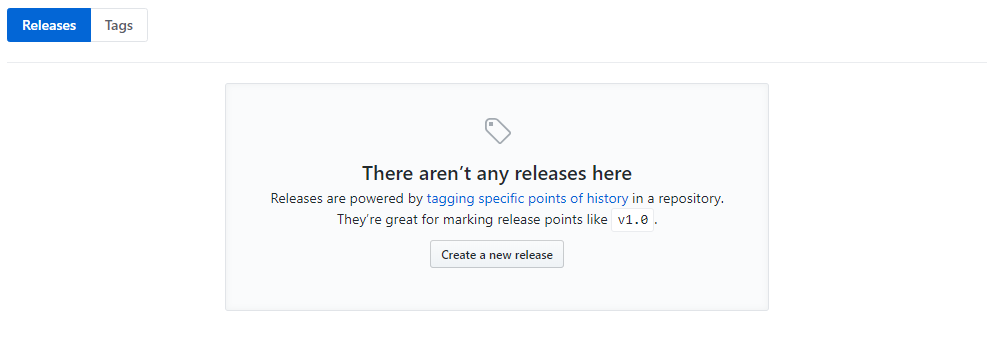 Releases Tags
There aren’t any releases here
Releases are powered by tagging specific points of history in a repository.
They’re great for marking release points like v1.0.
Create a new release